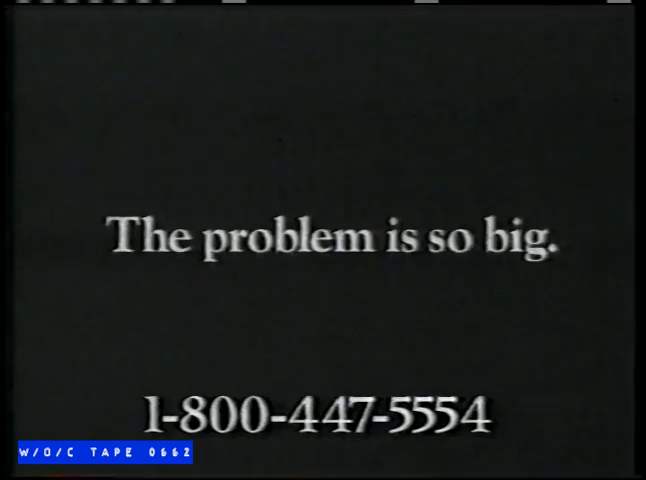 The problem is so big.
1-800-447-5554
W/O/C TAPE 0662